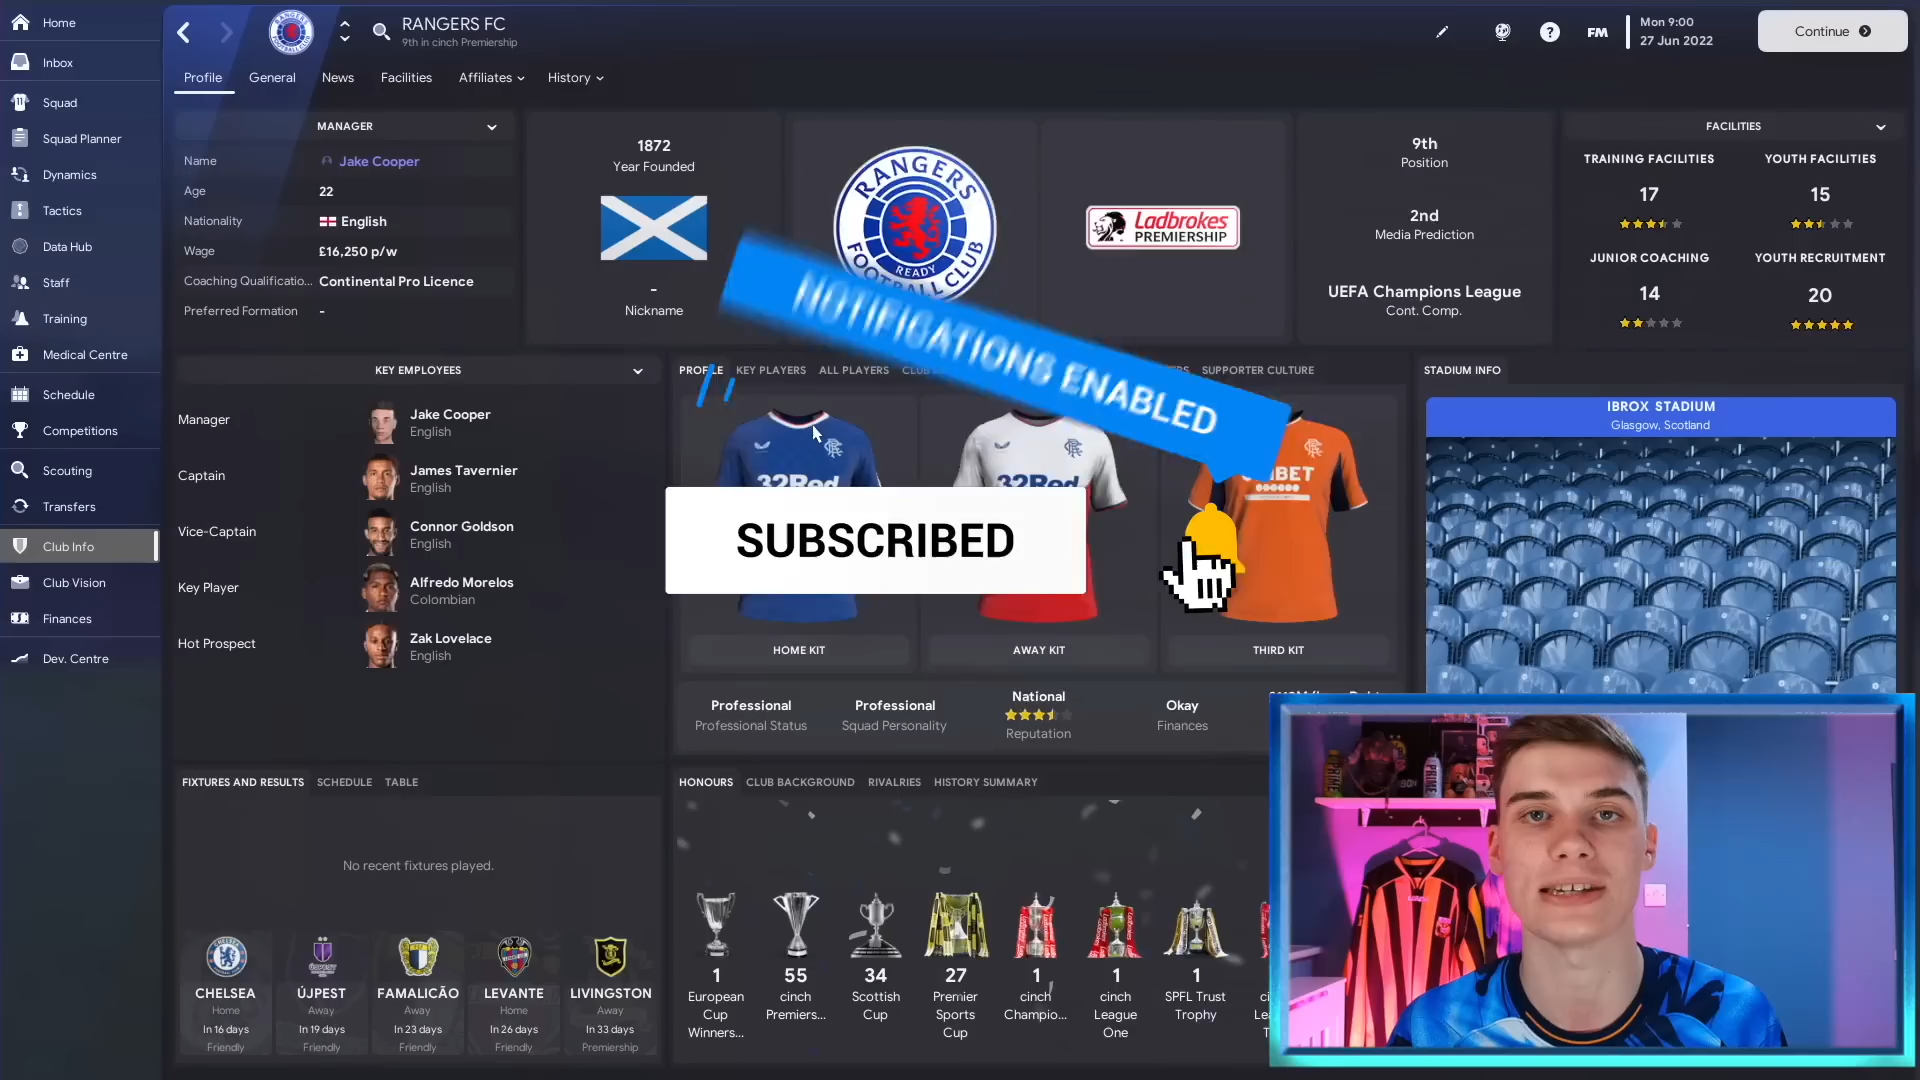 Home
Inbox
Squad
Squad Planner
Dynamics
Tactics
Data Hub
Staff
Training
Medical Centre
Schedule
Competitions
Scouting
Transfers
Club Info
Club Vision
Finances
Dev. Centre
RANGERS FC
9th in cinch Premiership
FM
Mon 9:00
27 Jun 2022
Continue
Profile
General
News
Facilities
Affiliates
History
MANAGER
Name Jake Cooper
Age 22
Nationality English
Wage £16,250 p/w
Coaching Qualificatio... Continental Pro Licence
Preferred Formation -
1872
Year Founded
-
Nickname
RANGERS
FOOTBALL CLUB
READY
Ladbrokes
PREMIERSHIP
9th
Position
2nd
Media Prediction
UEFA Champions League
Cont. Comp.
FACILITIES
TRAINING FACILITIES
17
YOUTH FACILITIES
15
JUNIOR COACHING
14
YOUTH RECRUITMENT
20
NOTIFICATIONS ENABLED
SUBSCRIBED
KEY EMPLOYEES
Manager
Jake Cooper
English
Captain
James Tavernier
English
Vice-Captain
Connor Goldson
English
Key Player
Alfredo Morelos
Colombian
Hot Prospect
Zak Lovelace
English
PROFILE
KEY PLAYERS
ALL PLAYERS
SUPPORTER CULTURE
32Red
32Red
HOME KIT
AWAY KIT
THIRD KIT
Professional
Professional Status
Professional
Squad Personality
National
Reputation
Okay
Finances
STADIUM INFO
IBROX STADIUM
Glasgow, Scotland
FIXTURES AND RESULTS
SCHEDULE
TABLE
No recent fixtures played.
CHELSEA
Home
In 16 days
Friendly
ÚJPEST
Away
In 19 days
Friendly
FAMALICÃO
Away
In 23 days
Friendly
LEVANTE
Home
In 26 days
Friendly
LIVINGSTON
Away
In 33 days
Premiership
HONOURS
CLUB BACKGROUND
RIVALRIES
HISTORY SUMMARY
1
European
Cup
Winners...
55
cinch
Premiers...
34
Scottish
Cup
27
Premier
Sports
Cup
1
cinch
Champio...
1
cinch
League
One
1
SPFL Trust
Trophy